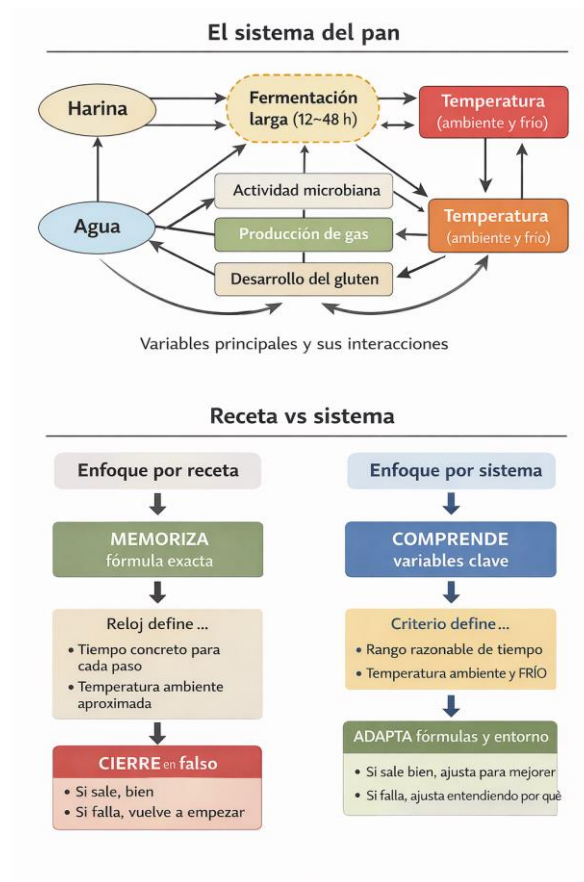 El sistema del pan
Harina
Fermentación
larga (12~48 h)
Temperatura
(ambiente y frío)
Actividad microbiana
Agua
Producción de gas
Temperatura
(ambiente y frío)
Desarrollo del gluten
Variables principales y sus interacciones
Receta vs sistema
Enfoque por receta
MEMORIZA
fórmula exacta
Reloj define ...
• Tiempo concreto para
cada paso
• Temperatura ambiente
aproximada
CIERRE en falso
• Si sale, bien
• Si falla, vuelve a empezar
Enfoque por sistema
COMPRENDE
variables clave
Criterio define ...
• Rango razonable de tiempo
• Temperatura ambiente y FRÍO
ADAPTA fórmulas y entorno
• Si sale bien, ajusta para mejorer
• Si falla, ajusta entendiendo por què